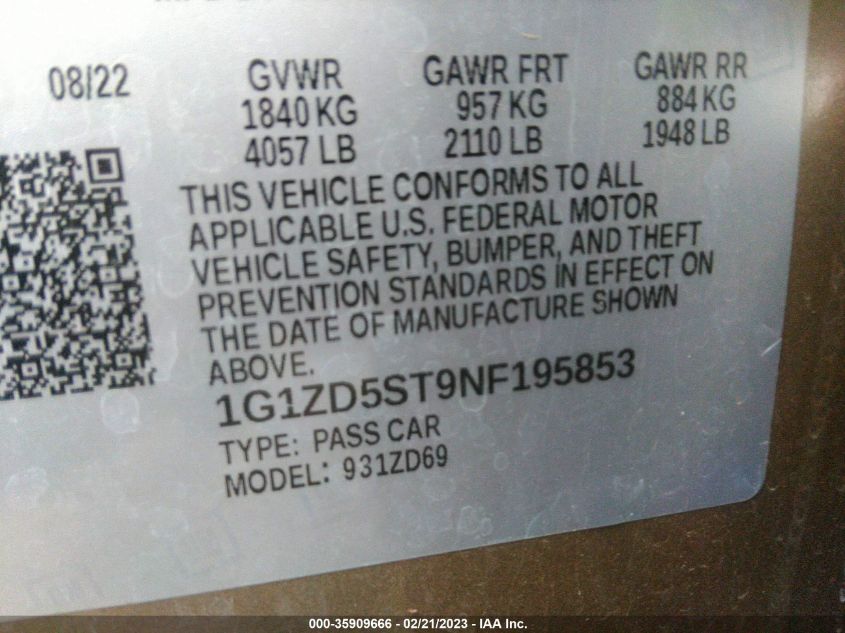 08/22 GVWR GAWR FRT GAWR RR
1840 KG 957 KG 884 KG
4057 LB 2110 LB 1948 LB
THIS VEHICLE CONFORMS TO ALL
APPLICABLE U.S. FEDERAL MOTOR
VEHICLE SAFETY, BUMPER, AND THEFT
PREVENTION STANDARDS IN EFFECT ON
THE DATE OF MANUFACTURE SHOWN
ABOVE.
1G1ZD5ST9NF195853
TYPE: PASS CAR
MODEL: 931ZD69
000-35909666 - 02/21/2023 - IAA Inc.